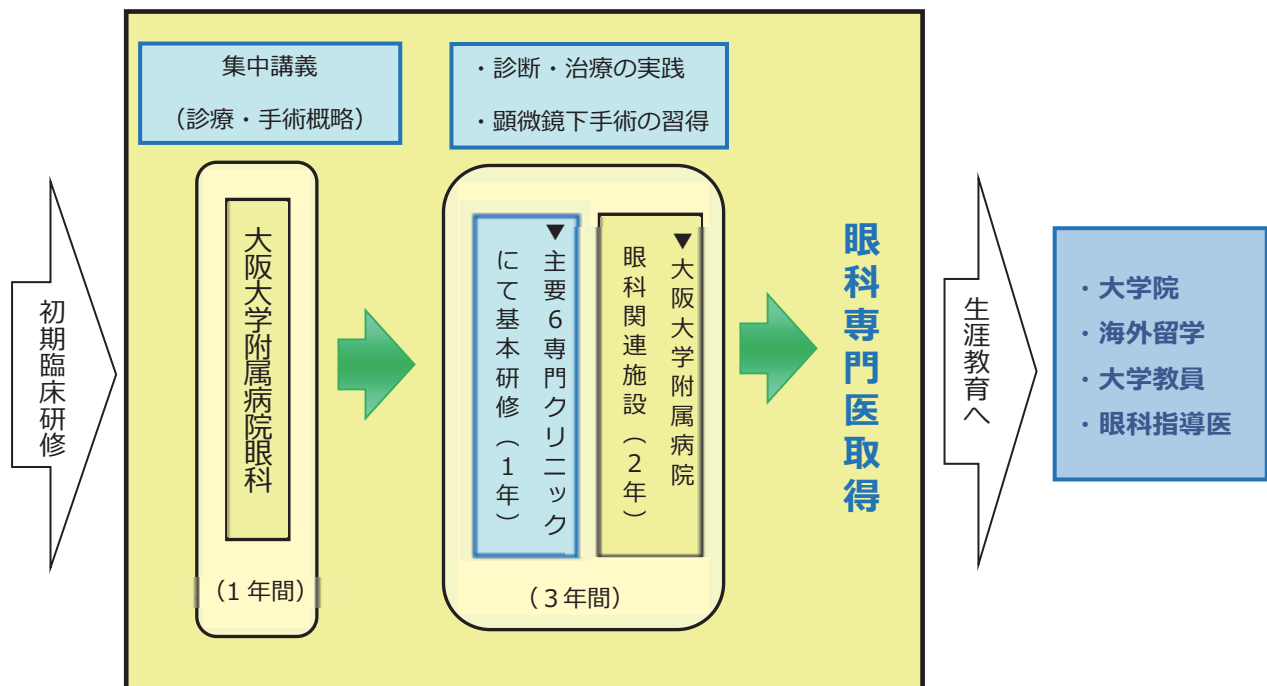 初期臨床研修
集中講義
（診療・手術概略）
大阪大学附属病院眼科
（1年間）
・診断・治療の実践
・顕微鏡下手術の習得
▼主要６専門クリニック
にて基本研修（１年）
▼大阪大学附属病院
眼科関連施設（２年）
（３年間）
眼科専門医取得
生涯教育へ
・大学院
・海外留学
・大学教員
・眼科指導医